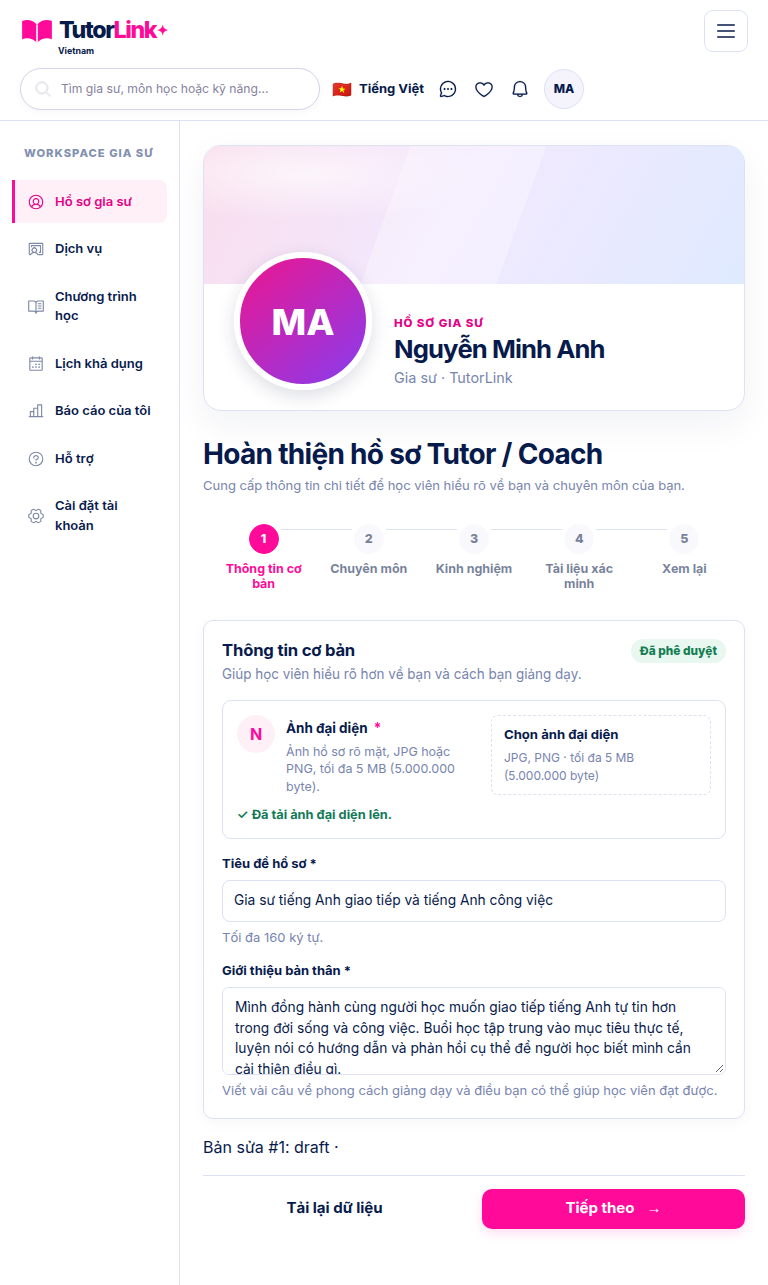 TutorLink
Vietnam
Tìm gia sư, môn học hoặc kỹ năng...
Tiếng Việt
MA
WORKSPACE GIA SƯ
Hồ sơ gia sư
Dịch vụ
Chương trình
học
Lịch khả dụng
Báo cáo của tôi
Hỗ trợ
Cài đặt tài
khoản
MA
HỒ SƠ GIA SƯ
Nguyễn Minh Anh
Gia sư · TutorLink
Hoàn thiện hồ sơ Tutor / Coach
Cung cấp thông tin chi tiết để học viên hiểu rõ về bạn và chuyên môn của bạn.
1
Thông tin cơ
bản
2
Chuyên môn
3
Kinh nghiệm
4
Tài liệu xác
minh
5
Xem lại
Thông tin cơ bản
Đã phê duyệt
Giúp học viên hiểu rõ hơn về bạn và cách bạn giảng dạy.
N
Ảnh đại diện *
Ảnh hồ sơ rõ mặt, JPG hoặc
PNG, tối đa 5 MB (5.000.000
byte).
Chọn ảnh đại diện
JPG, PNG · tối đa 5 MB
(5.000.000 byte)
✓ Đã tải ảnh đại diện lên.
Tiêu đề hồ sơ *
Gia sư tiếng Anh giao tiếp và tiếng Anh công việc
Tối đa 160 ký tự.
Giới thiệu bản thân *
Mình đồng hành cùng người học muốn giao tiếp tiếng Anh tự tin hơn
trong đời sống và công việc. Buổi học tập trung vào mục tiêu thực tế,
luyện nói có hướng dẫn và phản hồi cụ thể để người học biết mình cần
cải thiện điều gì.
Viết vài câu về phong cách giảng dạy và điều bạn có thể giúp học viên đạt được.
Bản sửa #1: draft ·
Tải lại dữ liệu
Tiếp theo →